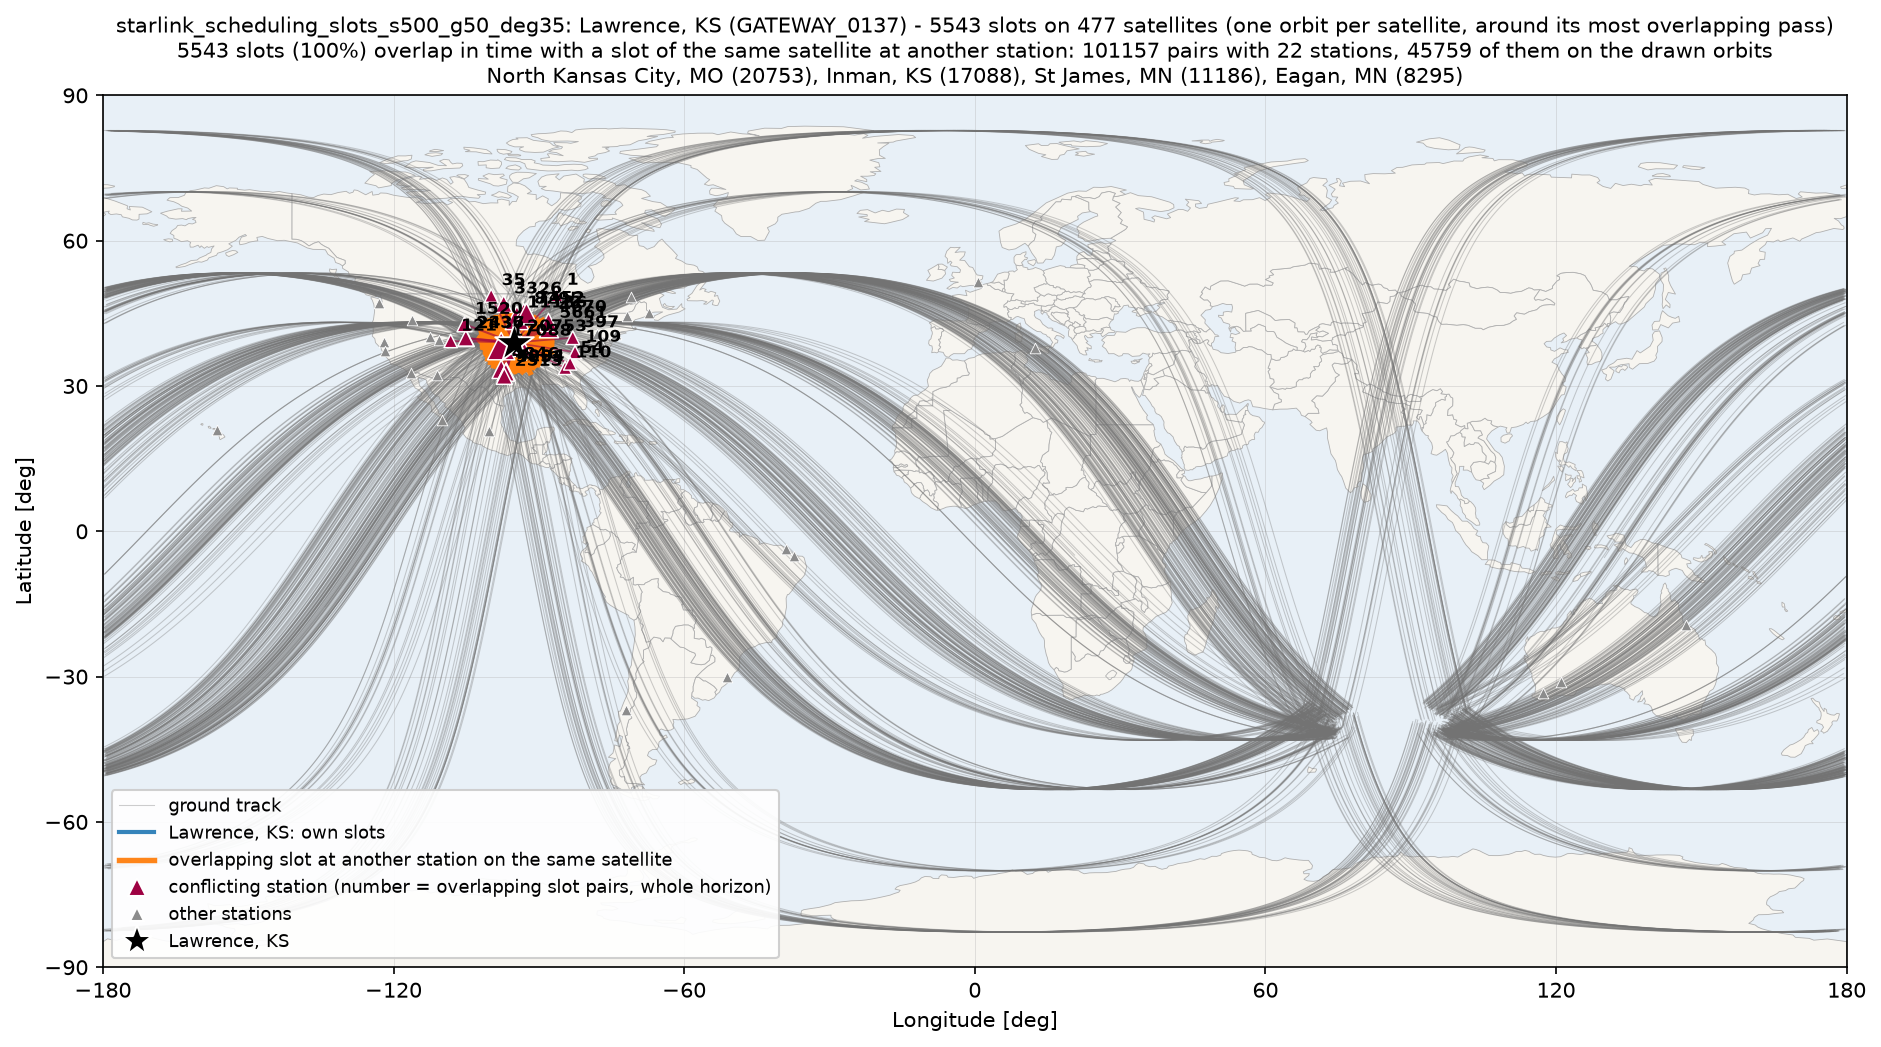 starlink_scheduling_slots_s500_g50_deg35: Lawrence, KS (GATEWAY_0137) - 5543 slots on 477 satellites (one orbit per satellite, around its most overlapping pass)
5543 slots (100%) overlap in time with a slot of the same satellite at another station: 101157 pairs with 22 stations, 45759 of them on the drawn orbits
North Kansas City, MO (20753), Inman, KS (17088), St James, MN (11186), Eagan, MN (8295)
90
60
30
0
−30
−60
−90
Latitude [deg]
35
1
3326
1520
397
109
110
ground track
Lawrence, KS: own slots
overlapping slot at another station on the same satellite
conflicting station (number = overlapping slot pairs, whole horizon)
other stations
Lawrence, KS
−180
−120
−60
0
60
120
180
Longitude [deg]